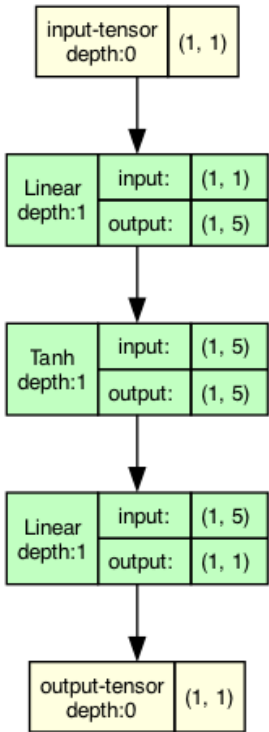 input-tensor
depth:0
(1, 1)
Linear
depth:1
input:
(1, 1)
output:
(1, 5)
Tanh
depth:1
input:
(1, 5)
output:
(1, 5)
Linear
depth:1
input:
(1, 5)
output:
(1, 1)
output-tensor
depth:0
(1, 1)